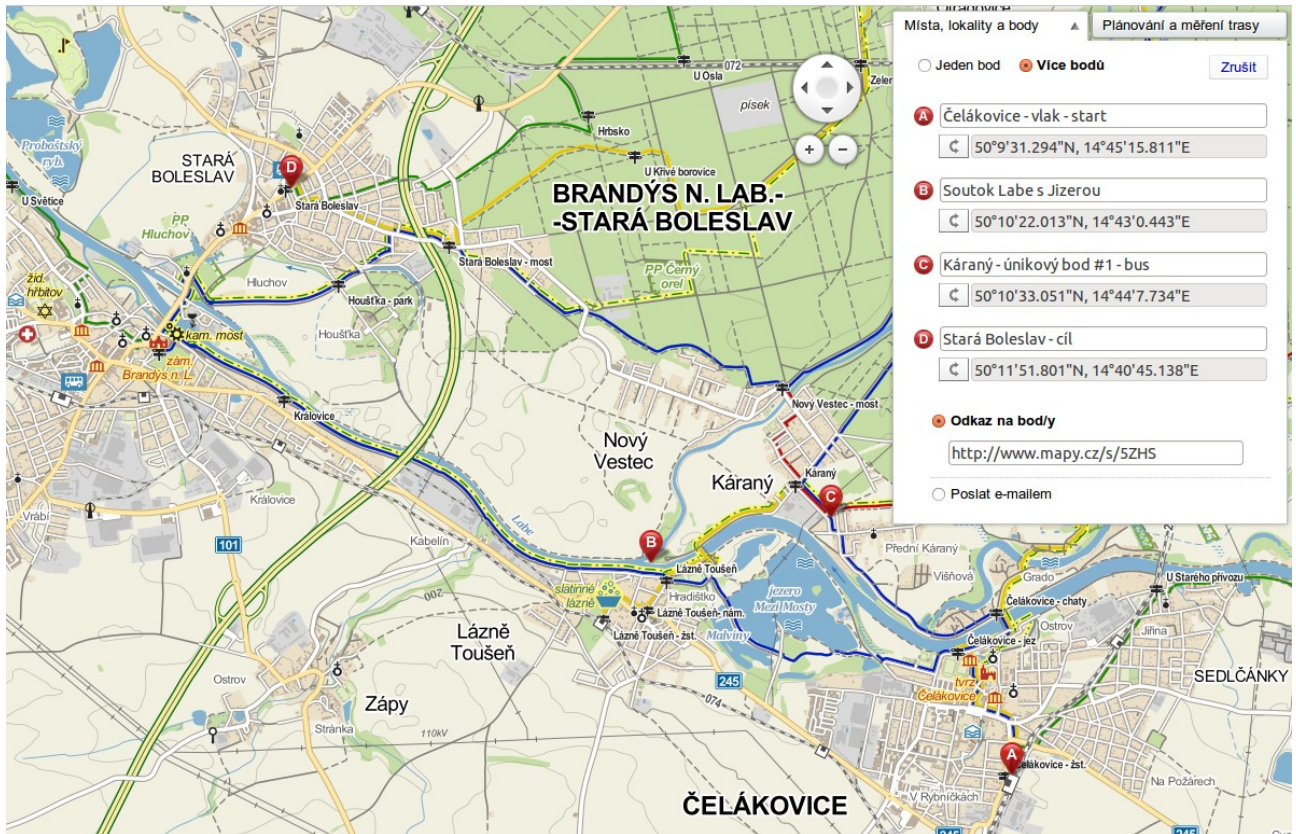 Místa, lokality a body
Plánování a měření trasy
Jeden bod
Více bodů
Zrušit
A
Čelákovice - vlak - start
50°9'31.294"N, 14°45'15.811"E
B
Soutok Labe s Jizerou
50°10'22.013"N, 14°43'0.443"E
C
Káraný - únikový bod #1 - bus
50°10'33.051"N, 14°44'7.734"E
D
Stará Boleslav - cíl
50°11'51.801"N, 14°40'45.138"E
Odkaz na bod/y
http://www.mapy.cz/s/5ZHS
Poslat e-mailem
U Osla
072
písek
Hrbsko
Proboštský
ryb.
STARÁ
BOLESLAV
D
U Křivé borovice
U Světice
Stará Boleslav
BRANDÝS N. LAB.-
-STARÁ BOLESLAV
PP
Hluchov
Stará Boleslav - most
PP Černý
orel
žid.
hřbitov
Hluchov
Houšťka - park
Houšťka
kam. most
zám.
Brandýs n. L.
Královice
Nový Vestec - most
Nový
Vestec
Káraný
Káraný
C
Vrábí
Královice
Labe
101
Kabelín
B
Přední Káraný
Višňová
Grado
U Starého přívozu
Lázně Toušeň
Hradištko
jezero
Mezi Mosty
slatinné
lázně
Lázně Toušeň- nám.
Čelákovice - chaty
Ostrov
Jiřina
200
Lázně
Toušeň
Lázně Toušeň - žst.
Malvíny
Čelákovice - jez
245
tvrz
Čelákovice
SEDLČÁNKY
Ostrov
Zápy
074
Stránka
110kV
A
Čelákovice - žst.
Na Požárech
V Rybníčkách
ČELÁKOVICE
245
245